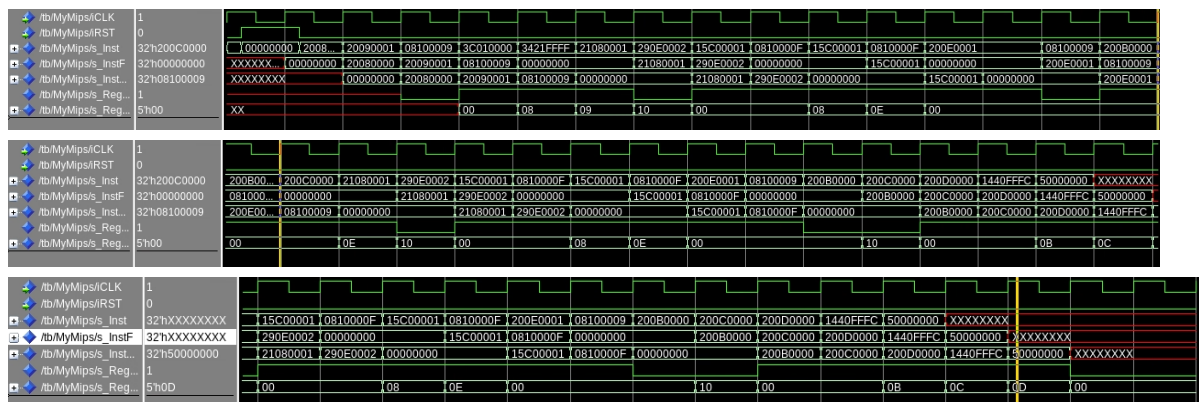 /tb/MyMips/iCLK 1
/tb/MyMips/iRST 0
/tb/MyMips/s_Inst 32'h200C0000 00000000 2008... 20090001 08100009 3C010000 3421FFFF 21080001 290E0002 15C00001 0810000F 15C00001 0810000F 200E0001 08100009 200B0000
/tb/MyMips/s_InstF 32'h00000000 XXXXXX... 00000000 20080000 20090001 08100009 00000000 21080001 290E0002 00000000 15C00001 00000000 200E0001 08100009
/tb/MyMips/s_Inst... 32'h08100009 XXXXXXXX 00000000 20080000 20090001 08100009 00000000 21080001 290E0002 00000000 15C00001 00000000 200E0001
/tb/MyMips/s_Reg... 1
/tb/MyMips/s_Reg... 5'h00 XX 00 08 09 10 00 08 0E 00
/tb/MyMips/iCLK 1
/tb/MyMips/iRST 0
/tb/MyMips/s_Inst 32'h200C0000 200B00... 200C0000 21080001 290E0002 15C00001 0810000F 15C00001 0810000F 200E0001 08100009 200B0000 200C0000 200D0000 1440FFFC 50000000 XXXXXXXX
/tb/MyMips/s_InstF 32'h00000000 081000... 00000000 21080001 290E0002 00000000 15C00001 0810000F 00000000 200B0000 200C0000 200D0000 1440FFFC 50000000
/tb/MyMips/s_Inst... 32'h08100009 200E00... 08100009 00000000 21080001 290E0002 00000000 15C00001 0810000F 00000000 200B0000 200C0000 200D0000 1440FFFC
/tb/MyMips/s_Reg... 1
/tb/MyMips/s_Reg... 5'h00 00 0E 10 00 08 0E 00 10 00 0B 0C
/tb/MyMips/iCLK 1
/tb/MyMips/iRST 0
/tb/MyMips/s_Inst 32'hXXXXXXXX 15C00001 0810000F 15C00001 0810000F 200E0001 08100009 200B0000 200C0000 200D0000 1440FFFC 50000000 XXXXXXXX
/tb/MyMips/s_InstF 32'hXXXXXXXX 290E0002 00000000 15C00001 0810000F 00000000 200B0000 200C0000 200D0000 1440FFFC 50000000 XXXXXXXX
/tb/MyMips/s_Inst... 32'h50000000 21080001 290E0002 00000000 15C00001 0810000F 00000000 200B0000 200C0000 200D0000 1440FFFC 50000000 XXXXXXXX
/tb/MyMips/s_Reg... 1
/tb/MyMips/s_Reg... 5'h0D 00 08 0E 00 10 00 0B 0C 0D 00